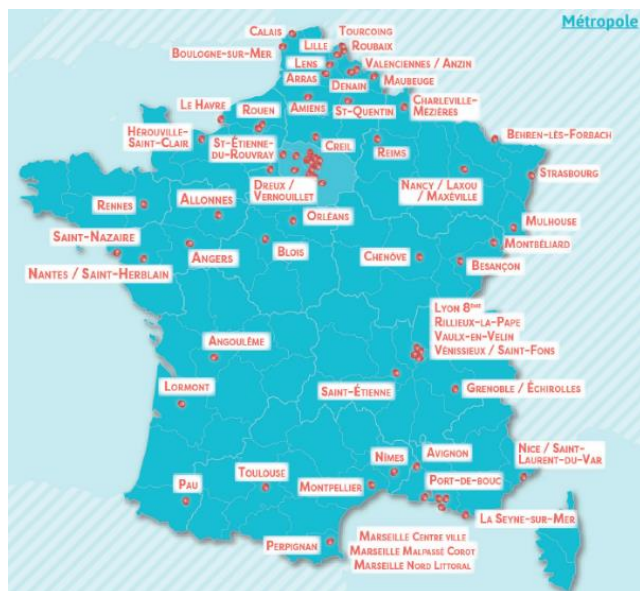 Métropole
Calais
Tourcoing
Lille
Roubaix
Boulogne-sur-Mer
Lens
Valenciennes / Anzin
Arras
Denain
Maubeuge
Le Havre
Rouen
Amiens
St-Quentin
Charleville-
Mézières
Hérouville-
Saint-Clair
St-Étienne-
du-Rouvray
Creil
Reims
Behren-lès-Forbach
Strasbourg
Dreux /
Vernouillet
Nancy / Laxou
/ Maxéville
Rennes
Allonnes
Orléans
Mulhouse
Saint-Nazaire
Montbéliard
Angers
Blois
Chenôve
Besançon
Nantes / Saint-Herblain
Lyon 8ème
Rillieux-la-Pape
Vaulx-en-Velin
Vénissieux / Saint-Fons
Angoulême
Saint-Étienne
Grenoble / Échirolles
Lormont
Nîmes
Avignon
Nice / Saint-
Laurent-du-Var
Pau
Toulouse
Montpellier
Port-de-bouc
La Seyne-sur-Mer
Perpignan
Marseille Centre ville
Marseille Malpassé Corot
Marseille Nord Littoral